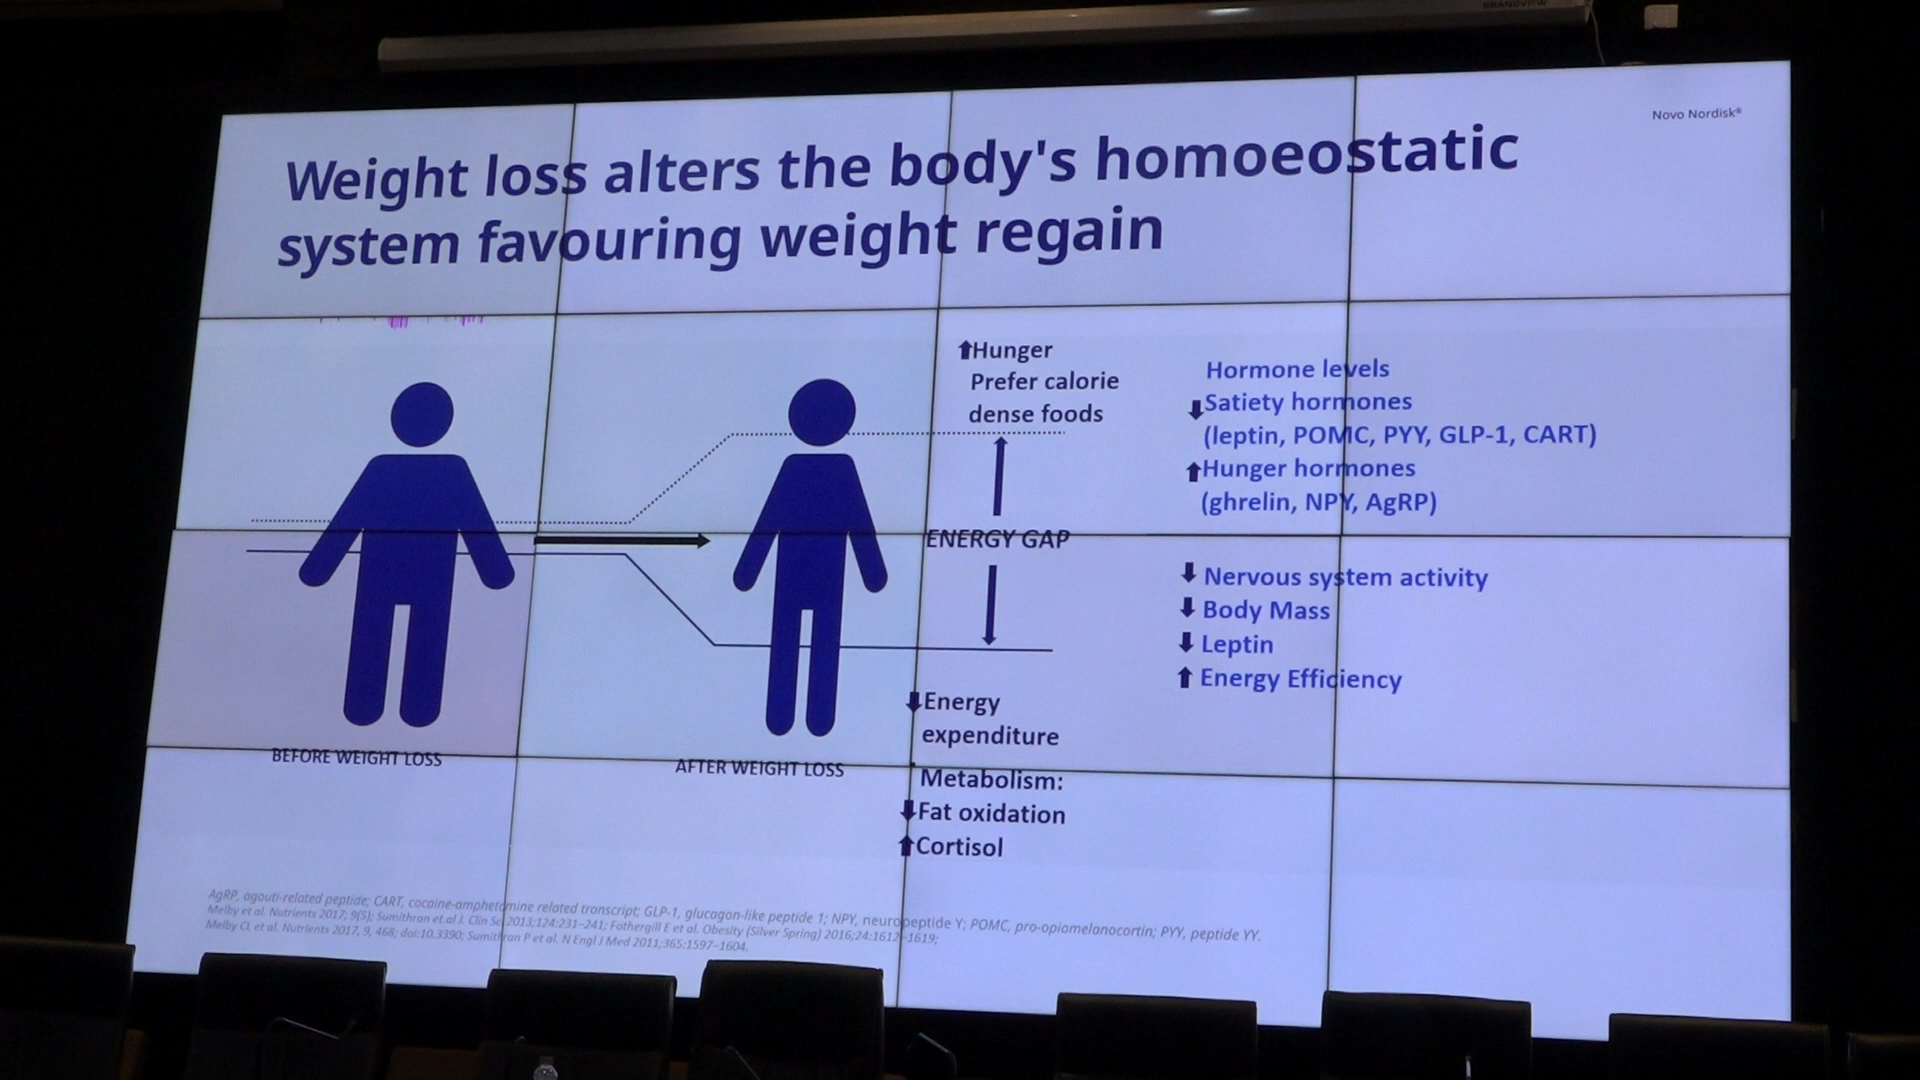 GRANDVIEW
Novo Nordisk®
Weight loss alters the body's homoeostatic
system favouring weight regain
⬆Hunger
Prefer calorie
dense foods
ENERGY GAP
⬇Energy
expenditure
Metabolism:
⬇Fat oxidation
⬆Cortisol
Hormone levels
⬇Satiety hormones
(leptin, POMC, PYY, GLP-1, CART)
⬆Hunger hormones
(ghrelin, NPY, AgRP)
⬇ Nervous system activity
⬇ Body Mass
⬇ Leptin
⬆ Energy Efficiency
BEFORE WEIGHT LOSS
AFTER WEIGHT LOSS
AgRP, agouti-related peptide; CART, cocaine-amphetamine related transcript; GLP-1, glucagon-like peptide 1; NPY, neuropeptide Y; POMC, pro-opiomelanocortin; PYY, peptide YY.
Melby et al. Nutrients 2017; 9(5); Sumithran et al J. Clin Sc 2013;124:231–241; Fothergill E et al. Obesity (Silver Spring) 2016;24:1612–1619;
Melby CL et al. Nutrients 2017, 9, 468; doi:10.3390; Sumithran P et al. N Engl J Med 2011;365:1597–1604.